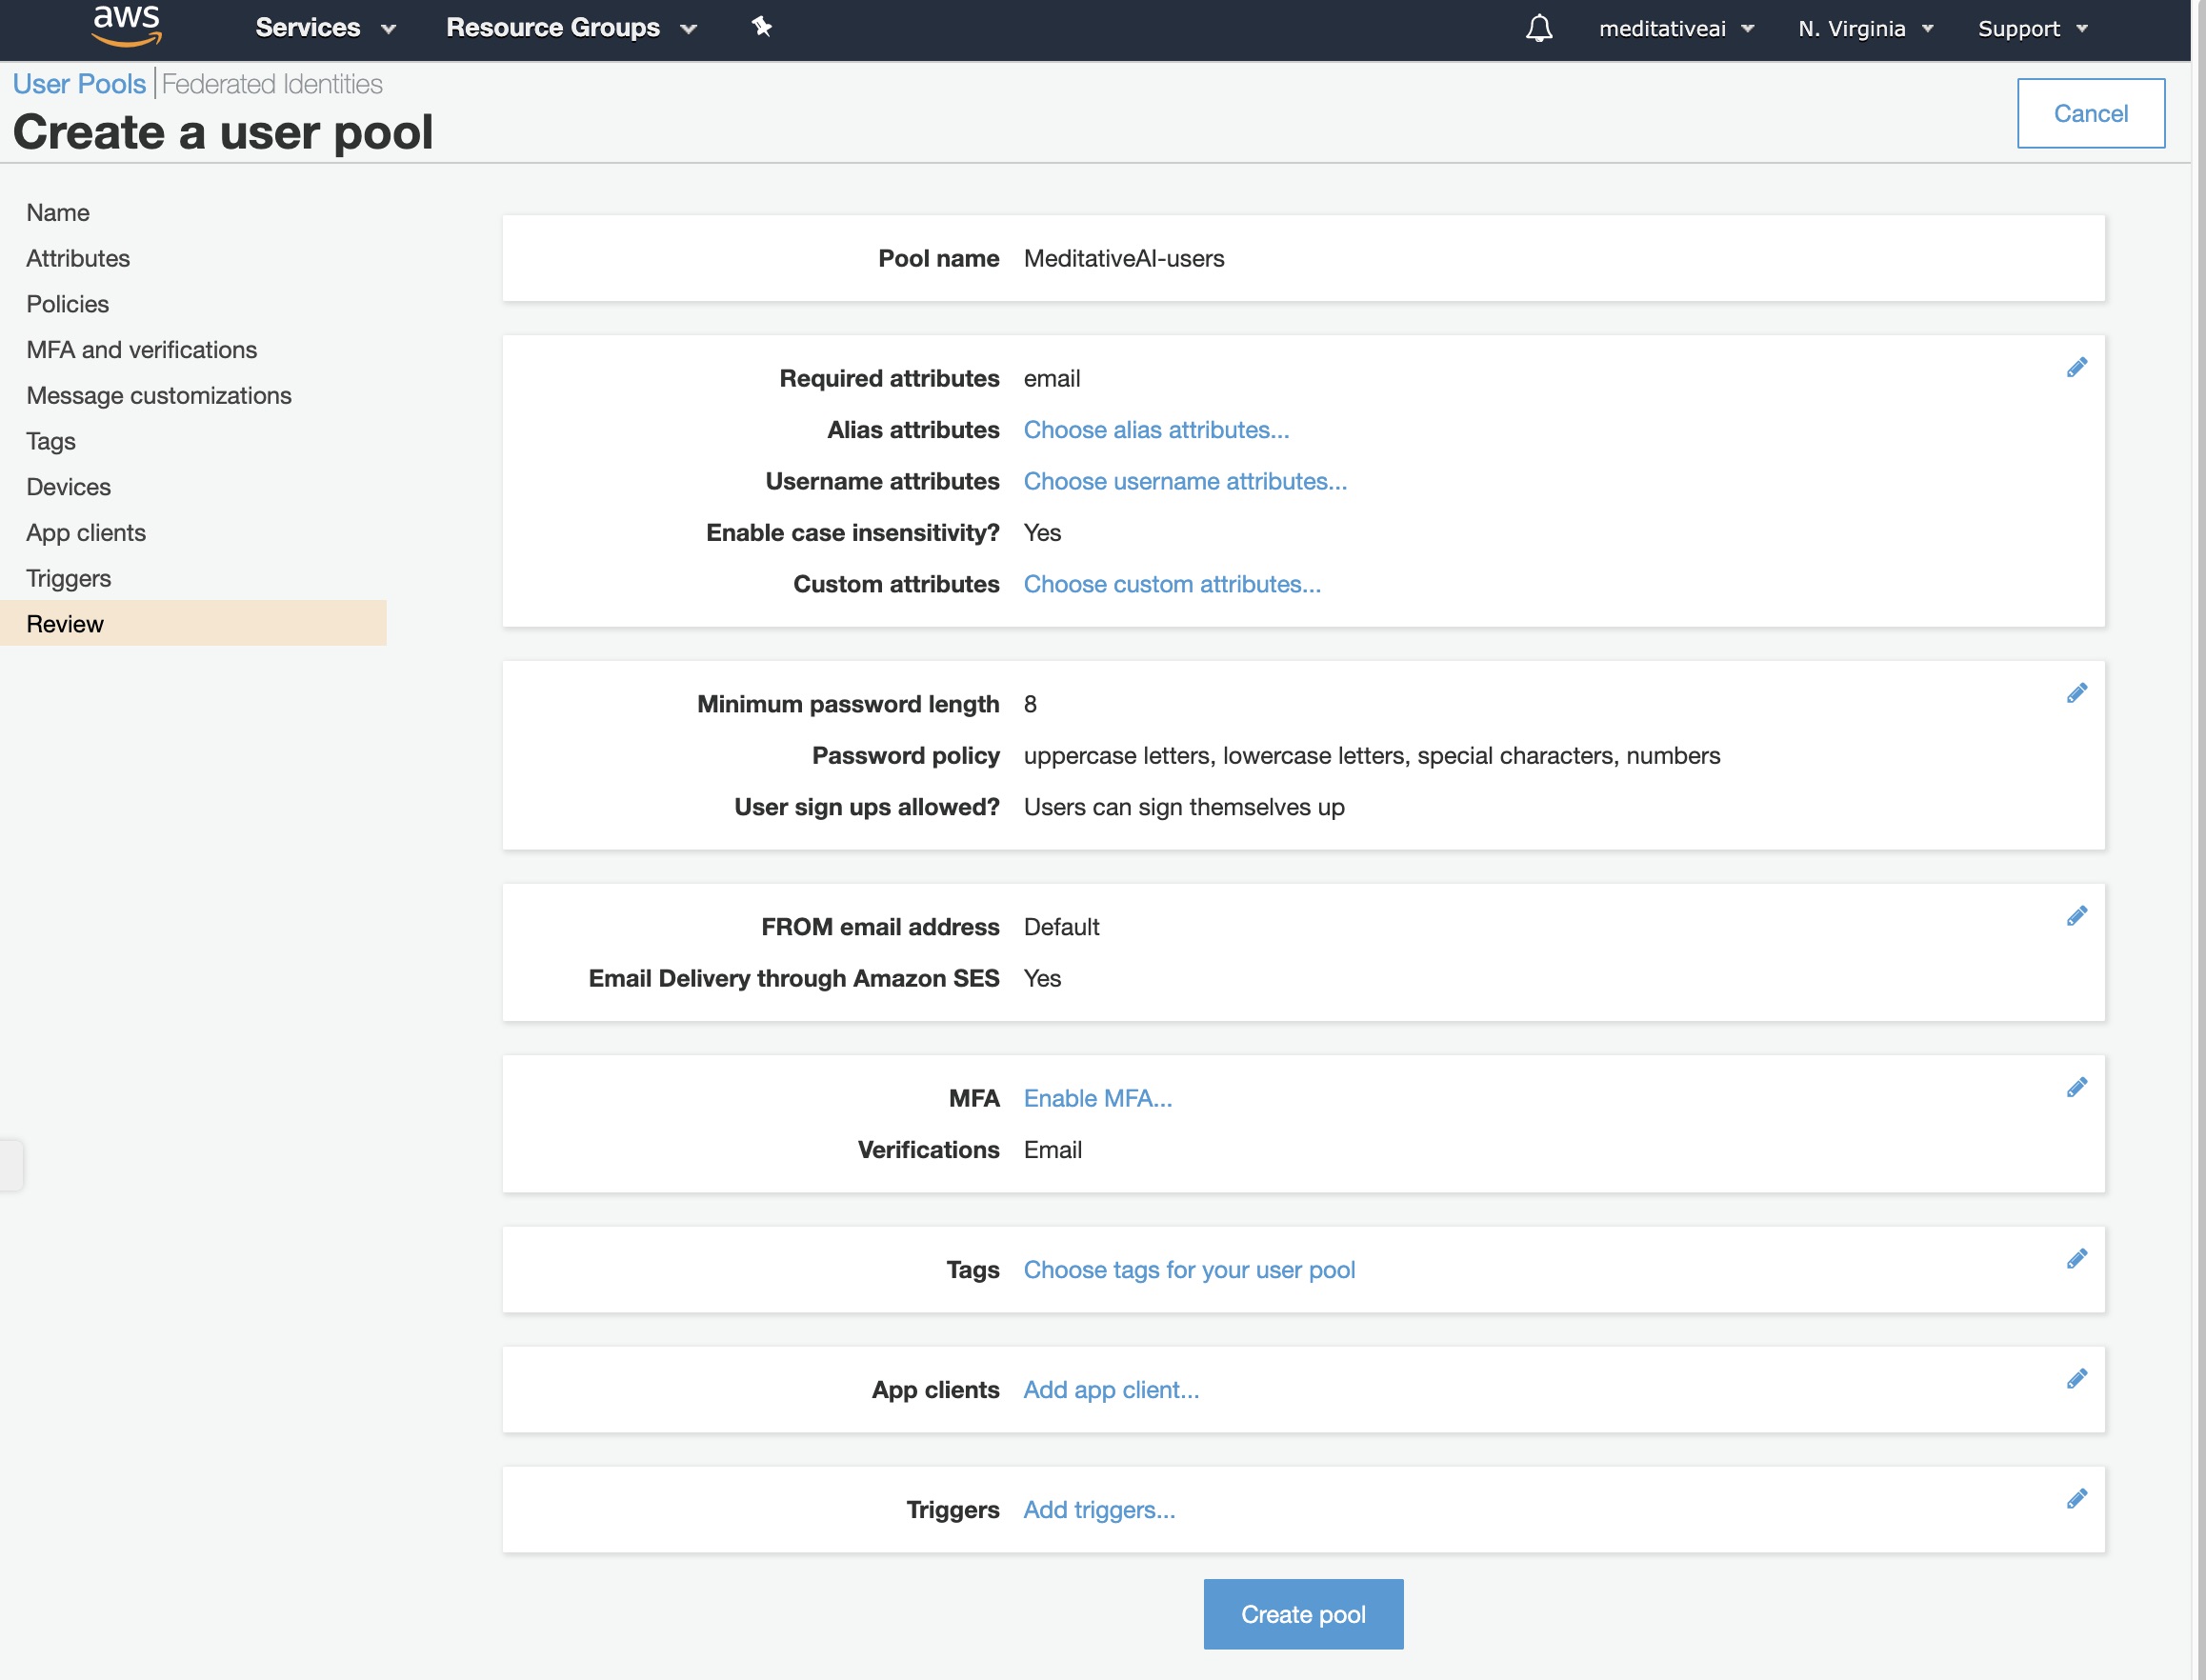 aws Services Resource Groups meditativeai N. Virginia Support
User Pools Federated Identities
Create a user pool
Cancel
Name
Attributes
Policies
MFA and verifications
Message customizations
Tags
Devices
App clients
Triggers
Review
Pool name MeditativeAI-users
Required attributes email
Alias attributes Choose alias attributes...
Username attributes Choose username attributes...
Enable case insensitivity? Yes
Custom attributes Choose custom attributes...
Minimum password length 8
Password policy uppercase letters, lowercase letters, special characters, numbers
User sign ups allowed? Users can sign themselves up
FROM email address Default
Email Delivery through Amazon SES Yes
MFA Enable MFA...
Verifications Email
Tags Choose tags for your user pool
App clients Add app client...
Triggers Add triggers...
Create pool